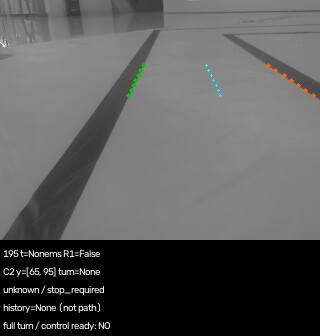 195 t=Nonems R1=False
C2 y=[65, 95] turn=None
unknown / stop_required
history=None (not path)
full turn / control ready: NO